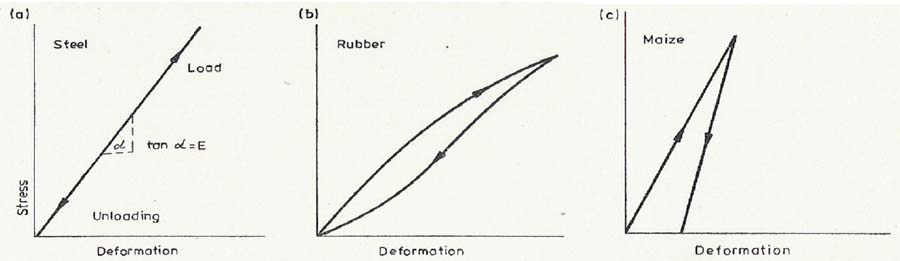 (a)
Steel
Load
α tan α = E
Unloading
Stress
Deformation
(b)
Rubber
Deformation
(c)
Maize
Deformation